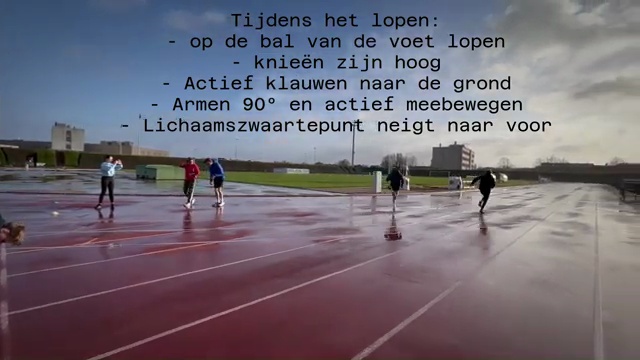 Tijdens het lopen:
- op de bal van de voet lopen
- knieën zijn hoog
- Actief klauwen naar de grond
- Armen 90° en actief meebewegen
- Lichaamszwaartepunt neigt naar voor